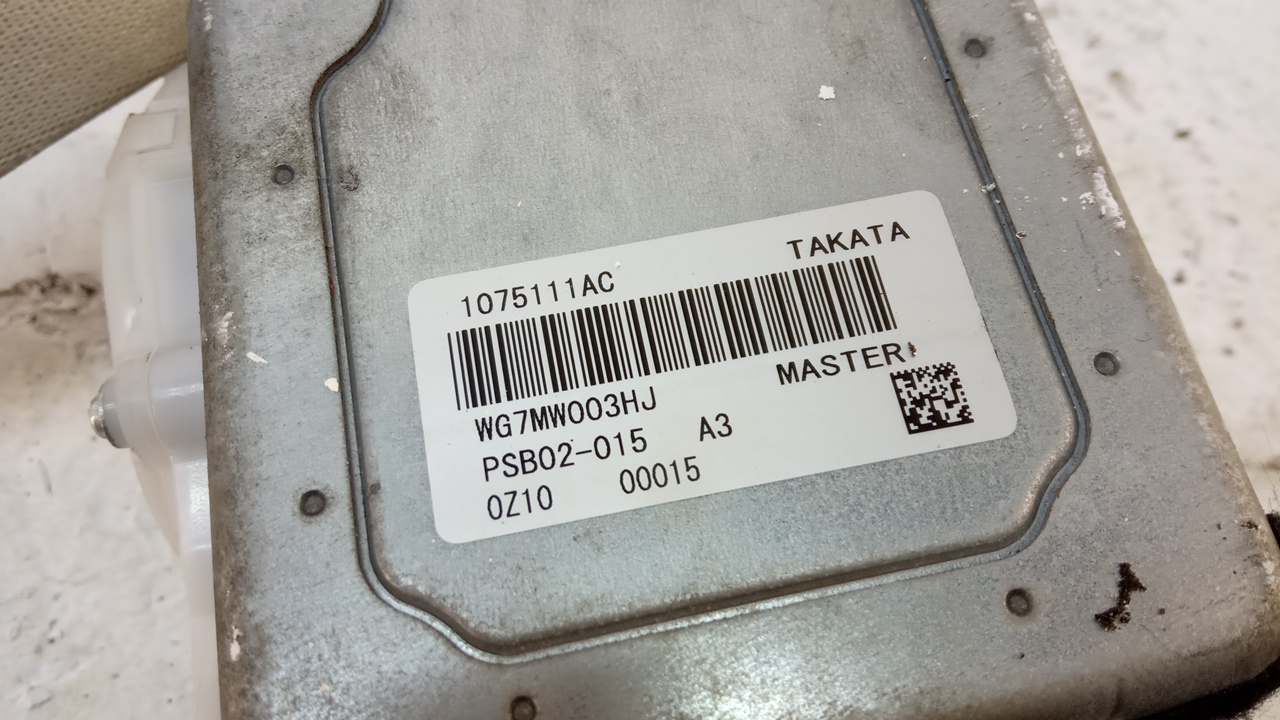 TAKATA
1075111AC
MASTER
WG7MW003HJ
PSB02-015 A3
0Z10 00015